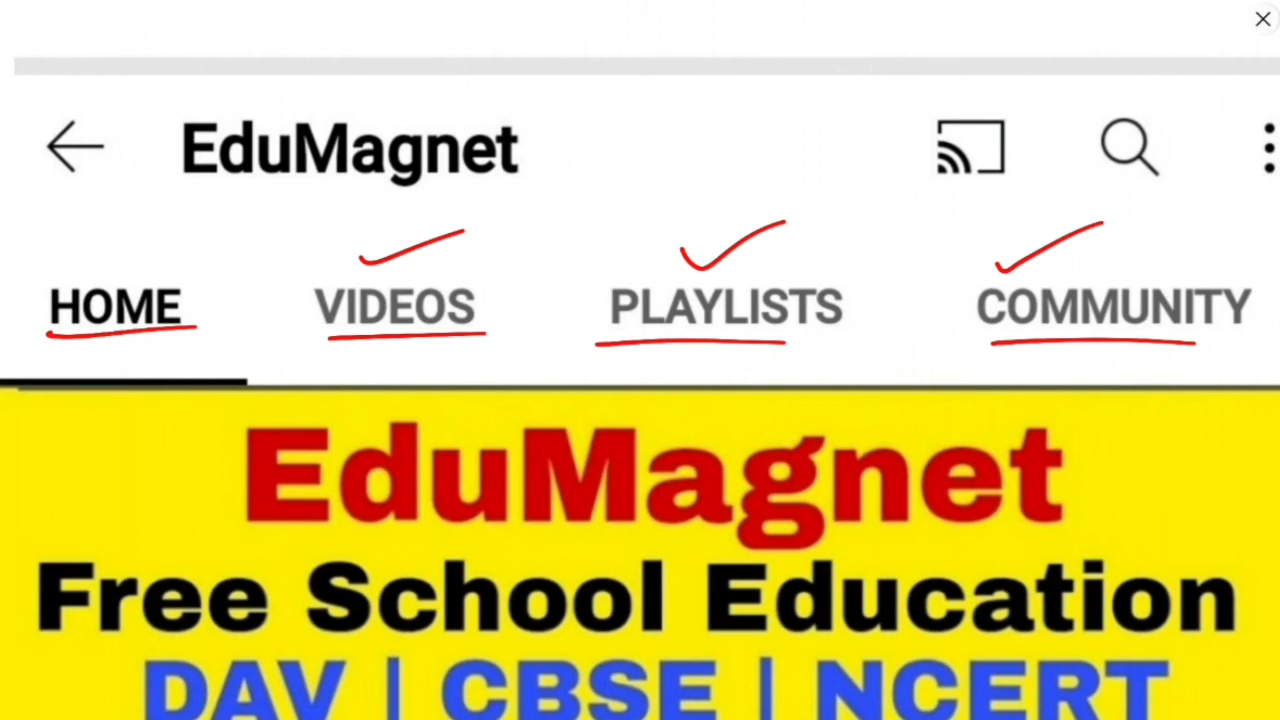 EduMagnet
HOME VIDEOS PLAYLISTS COMMUNITY
EduMagnet
Free School Education
DAV | CBSE | NCERT